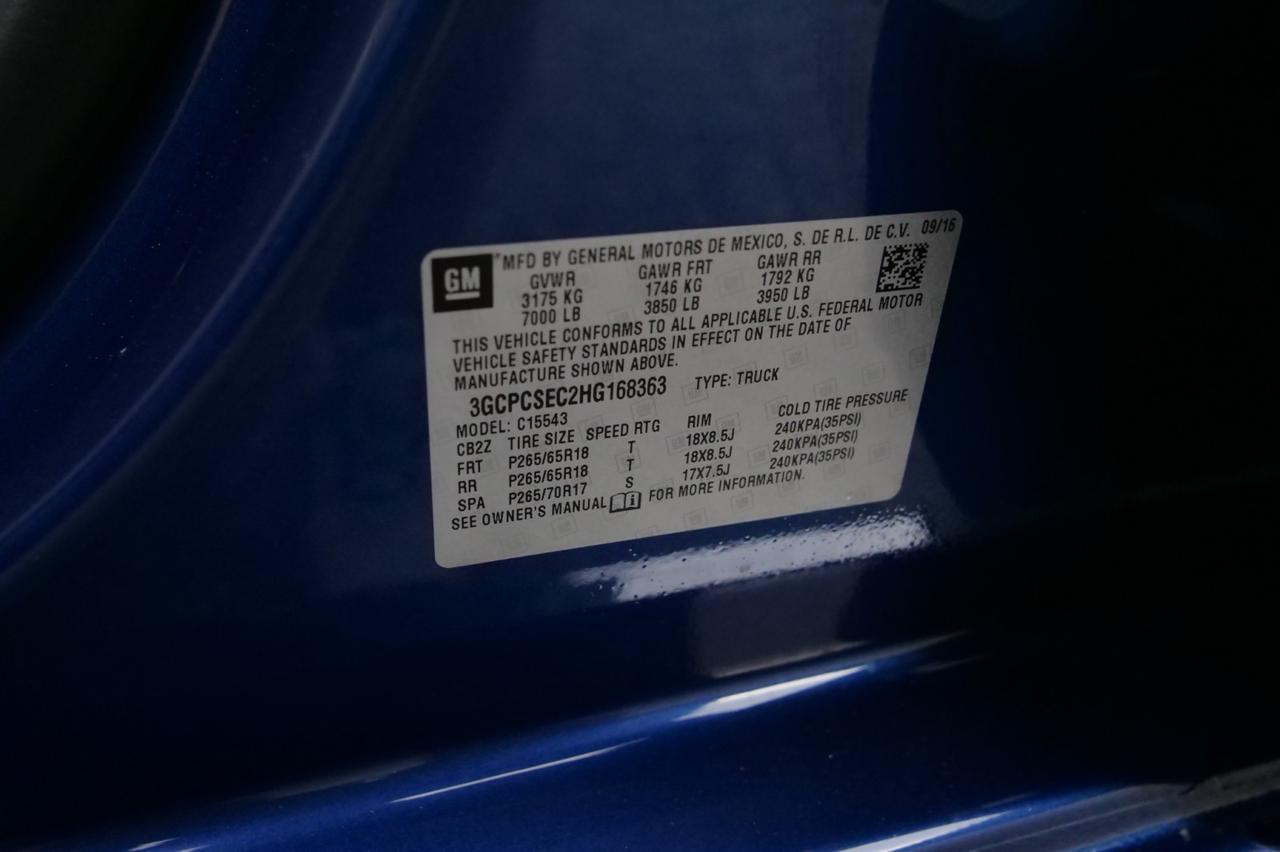 GM
*MFD BY GENERAL MOTORS DE MEXICO, S. DE R.L. DE C.V. 09/16
GVWR GAWR FRT GAWR RR
3175 KG 1746 KG 1792 KG
7000 LB 3850 LB 3950 LB
THIS VEHICLE CONFORMS TO ALL APPLICABLE U.S. FEDERAL MOTOR
VEHICLE SAFETY STANDARDS IN EFFECT ON THE DATE OF
MANUFACTURE SHOWN ABOVE.
3GCPCSEC2HG168363 TYPE: TRUCK
MODEL: C15543
CB2Z TIRE SIZE SPEED RTG RIM COLD TIRE PRESSURE
FRT P265/65R18 T 18X8.5J 240KPA(35PSI)
RR P265/65R18 T 18X8.5J 240KPA(35PSI)
SPA P265/70R17 S 17X7.5J 240KPA(35PSI)
SEE OWNER'S MANUAL FOR MORE INFORMATION.